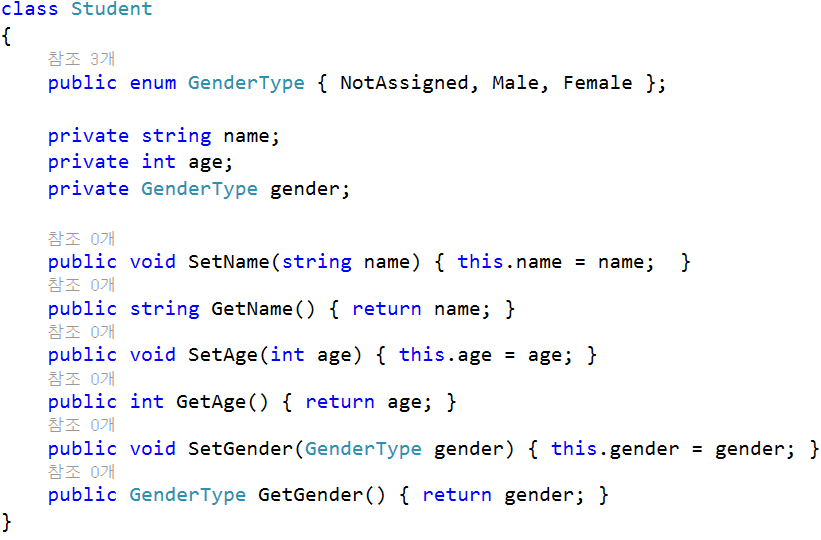 class Student
{
참조 3개
public enum GenderType { NotAssigned, Male, Female };
private string name;
private int age;
private GenderType gender;
참조 0개
public void SetName(string name) { this.name = name;  }
참조 0개
public string GetName() { return name; }
참조 0개
public void SetAge(int age) { this.age = age; }
참조 0개
public int GetAge() { return age; }
참조 0개
public void SetGender(GenderType gender) { this.gender = gender; }
참조 0개
public GenderType GetGender() { return gender; }
}